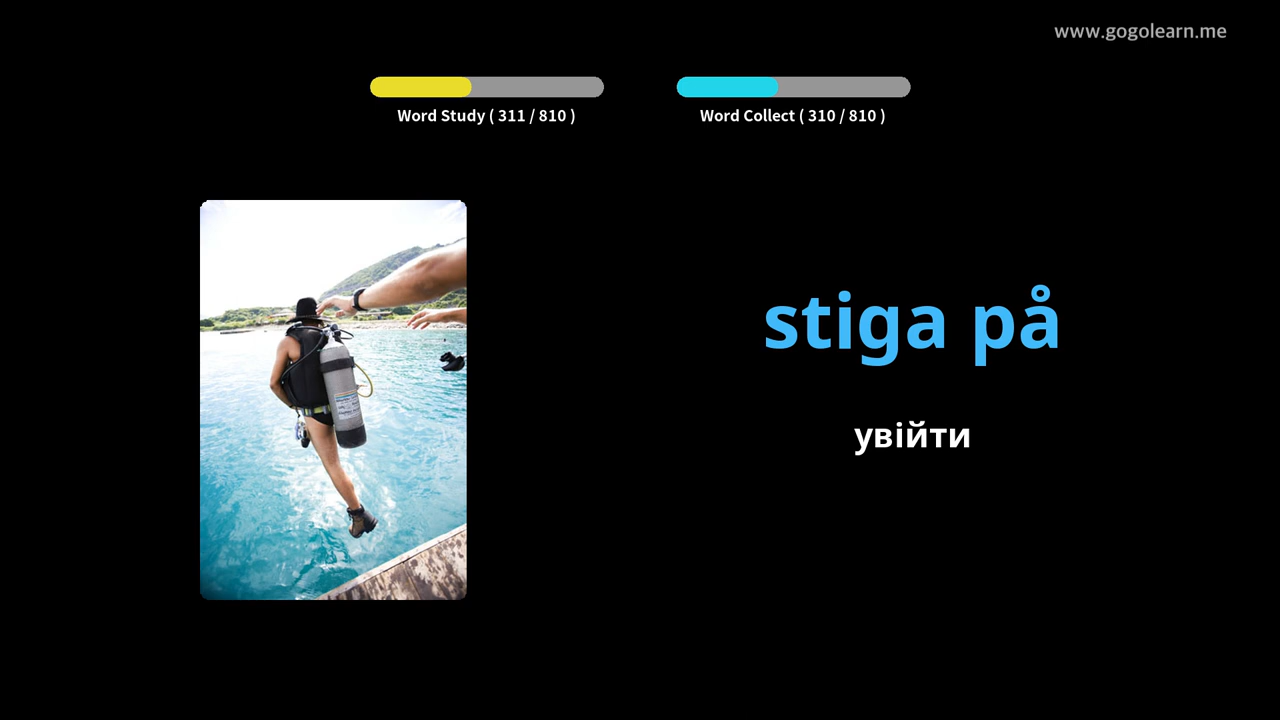 www.gogolearn.me
Word Study ( 311 / 810 )
Word Collect ( 310 / 810 )
stiga på
увійти